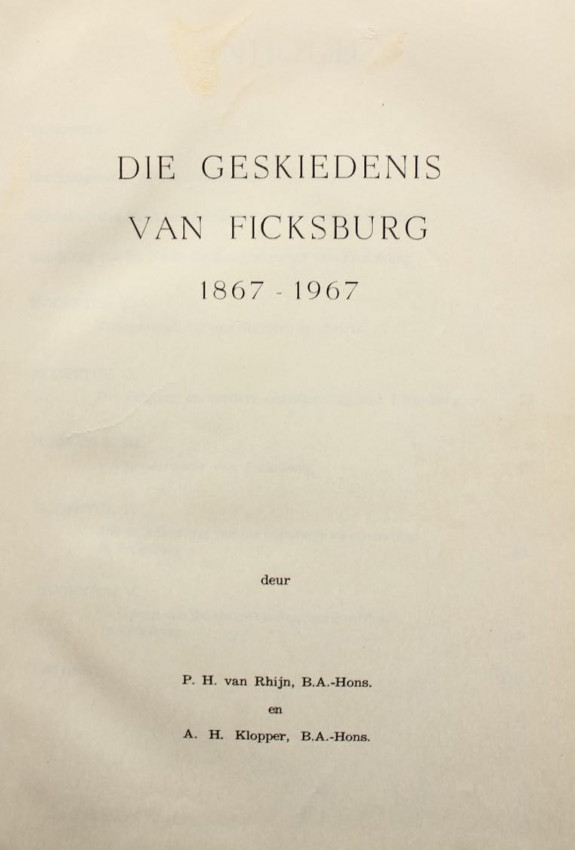 DIE GESKIEDENIS
VAN FICKSBURG
1867 - 1967
deur
P. H. van Rhijn, B.A.-Hons.
en
A. H. Klopper, B.A.-Hons.